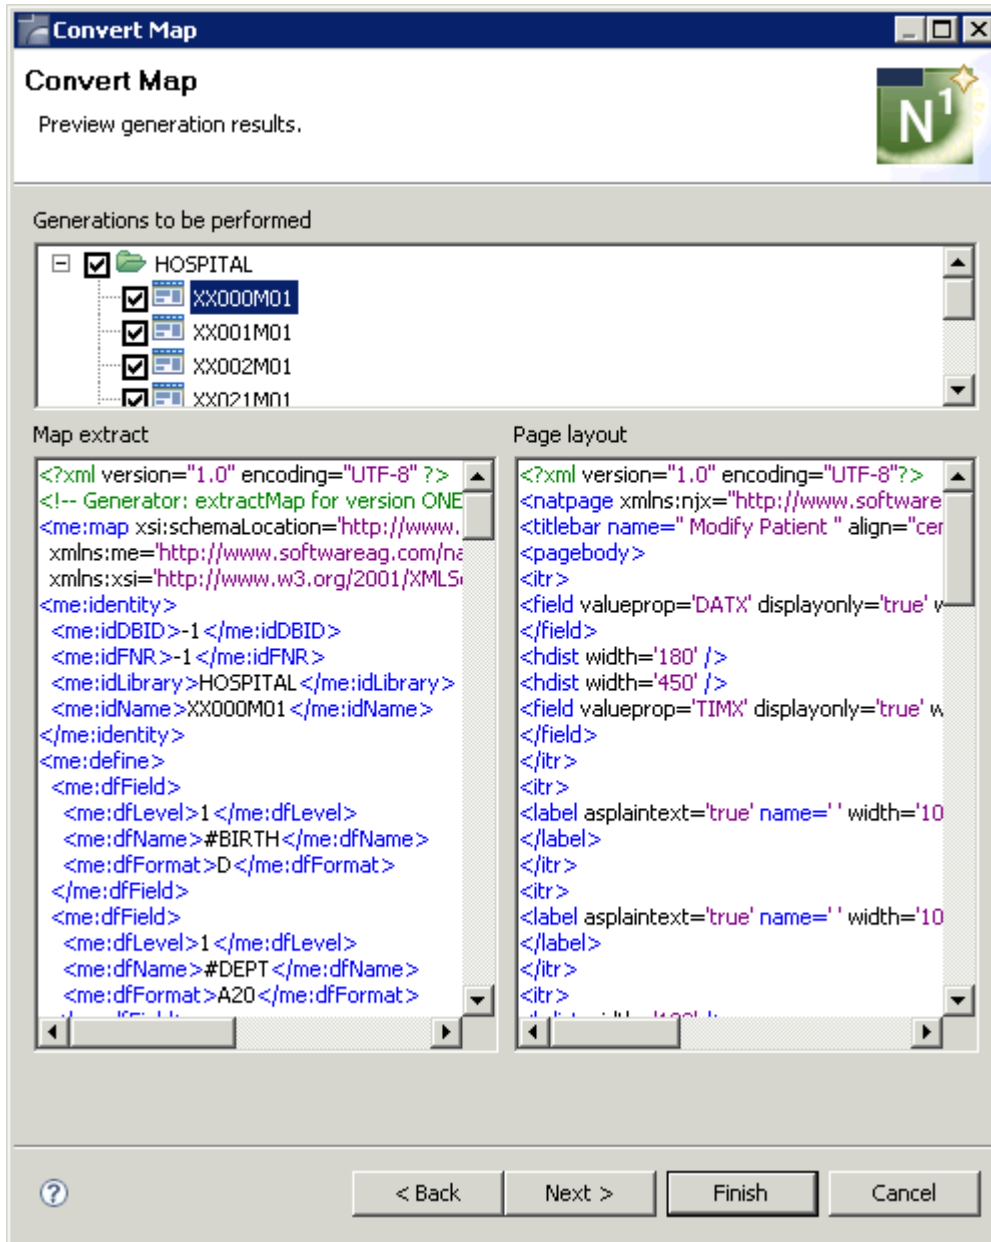 Convert Map
Convert Map
Preview generation results.
N1
Generations to be performed
HOSPITAL
XX000M01
XX001M01
XX002M01
XX021M01
Map extract
<?xml version="1.0" encoding="UTF-8" ?>
<!-- Generator: extractMap for version ONE
<me:map xsi:schemaLocation='http://www.
xmlns:me='http://www.softwareag.com/na
xmlns:xsi='http://www.w3.org/2001/XMLS
<me:identity>
<me:idDBID>-1</me:idDBID>
<me:idFNR>-1</me:idFNR>
<me:idLibrary>HOSPITAL</me:idLibrary>
<me:idName>XX000M01</me:idName>
</me:identity>
<me:define>
<me:dfField>
<me:dfLevel>1</me:dfLevel>
<me:dfName>#BIRTH</me:dfName>
<me:dfFormat>D</me:dfFormat>
</me:dfField>
<me:dfField>
<me:dfLevel>1</me:dfLevel>
<me:dfName>#DEPT</me:dfName>
<me:dfFormat>A20</me:dfFormat>
Page layout
<?xml version="1.0" encoding="UTF-8"?>
<natpage xmlns:njx="http://www.software
<titlebar name=" Modify Patient " align="cer
<pagebody>
<itr>
<field valueprop='DATX' displayonly='true' w
</field>
<hdist width='180' />
<hdist width='450' />
<field valueprop='TIMX' displayonly='true' w
</field>
</itr>
<itr>
<label asplaintext='true' name=' ' width='10
</label>
</itr>
<itr>
<label asplaintext='true' name=' ' width='10
</label>
</itr>
<itr>
< Back
Next >
Finish
Cancel